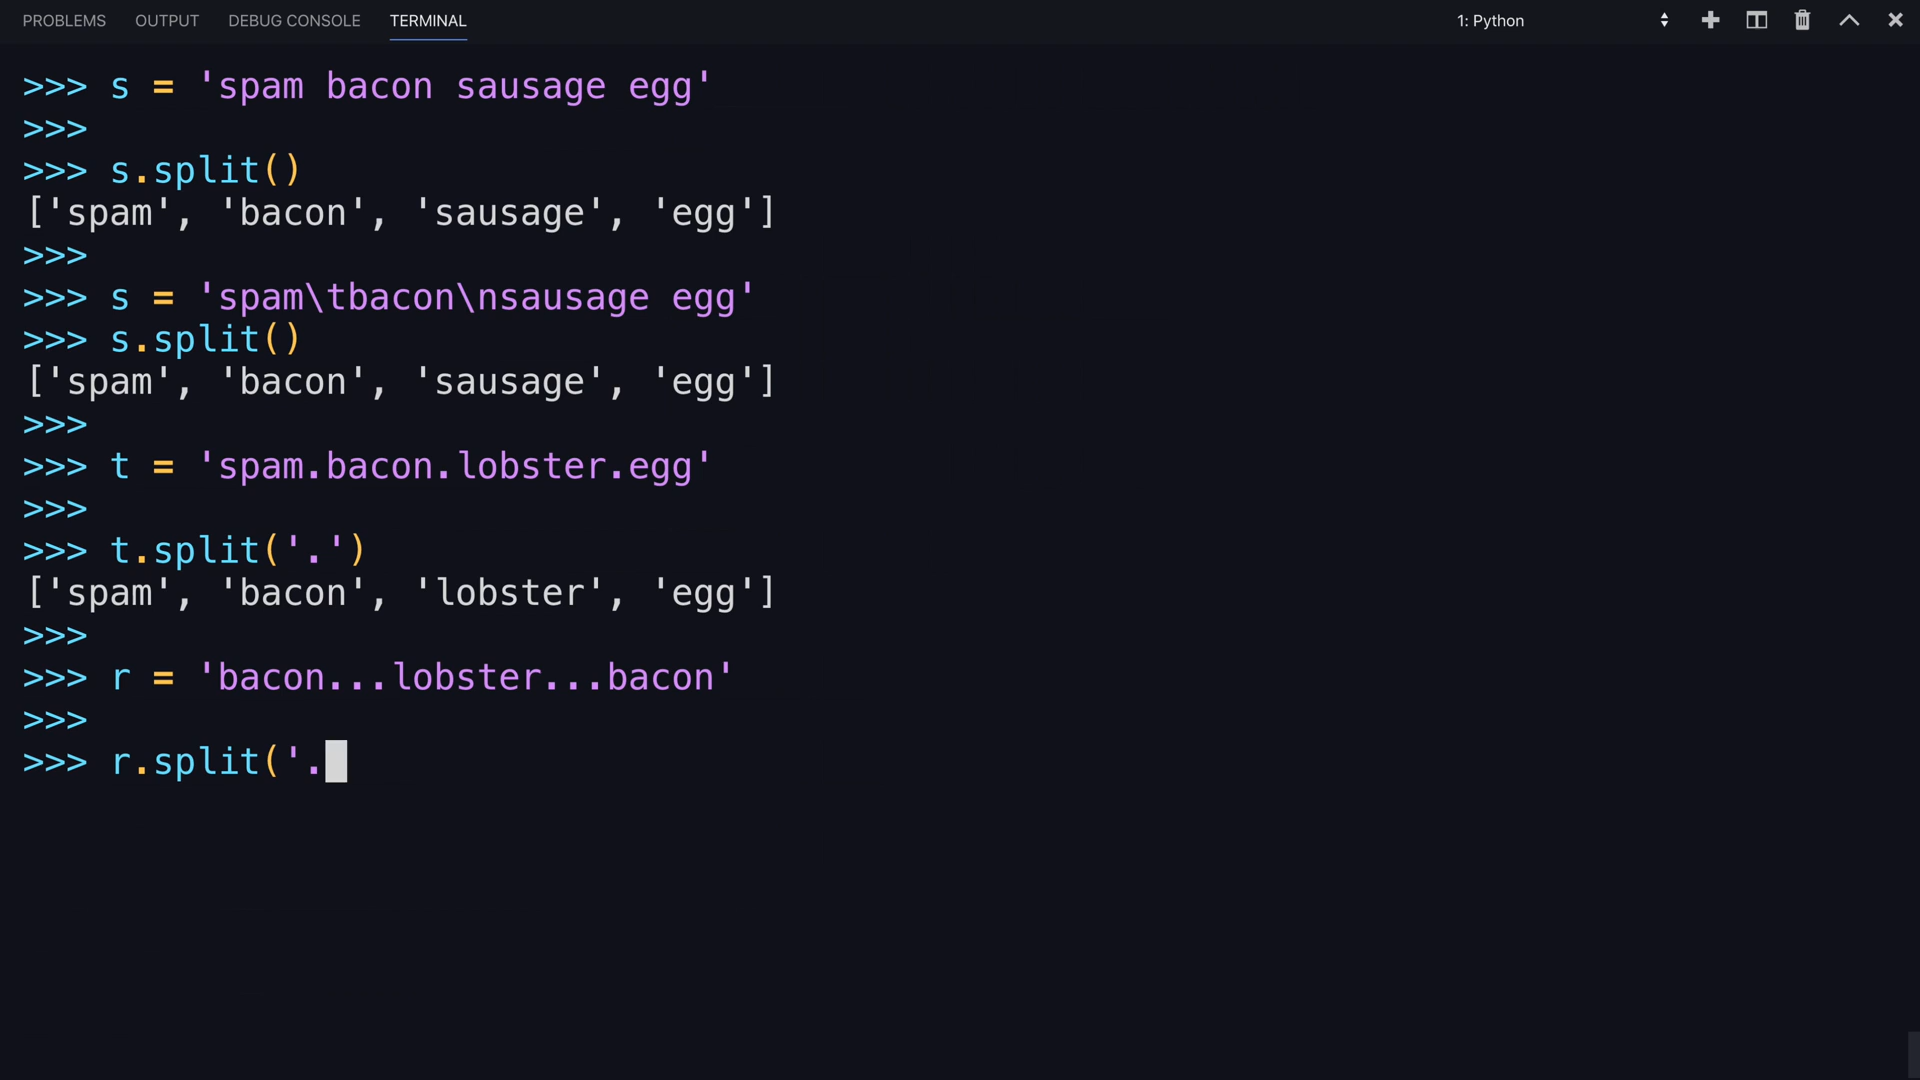 PROBLEMS OUTPUT DEBUG CONSOLE TERMINAL 1: Python
>>> s = 'spam bacon sausage egg'
>>>
>>> s.split()
['spam', 'bacon', 'sausage', 'egg']
>>>
>>> s = 'spam\tbacon\nsausage egg'
>>> s.split()
['spam', 'bacon', 'sausage', 'egg']
>>>
>>> t = 'spam.bacon.lobster.egg'
>>>
>>> t.split('.')
['spam', 'bacon', 'lobster', 'egg']
>>>
>>> r = 'bacon...lobster...bacon'
>>>
>>> r.split('.